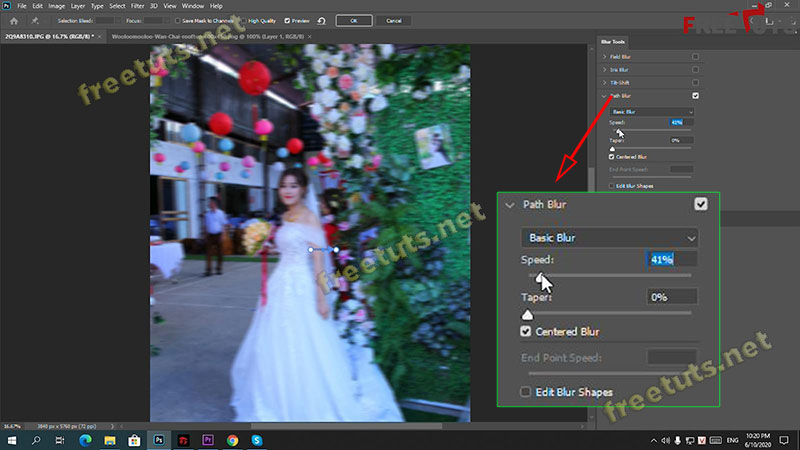 Ps File Edit Image Layer Type Select Filter 3D View Window Help
Selection Bleed: Focus: Save Mask to Channels High Quality Preview OK Cancel
2Q9A8310.JPG @ 16.7% (RGB/8) * Wooloomooloo-Wan-Chai-rooftop
.png @ 100% (Layer 1, RGB/8)
Blur Tools
Field Blur
Iris Blur
Tilt-Shift
Path Blur
Basic Blur
Speed: 41%
Taper: 0%
Centered Blur
End Point Speed:
Edit Blur Shapes
Path Blur
Basic Blur
Speed: 41%
Taper: 0%
Centered Blur
End Point Speed:
Edit Blur Shapes
freetuts.net
freetuts.net
freetuts.net
16.67% 3840 px x 5760 px (72 ppi)
ENG 10:20 PM
6/10/2020